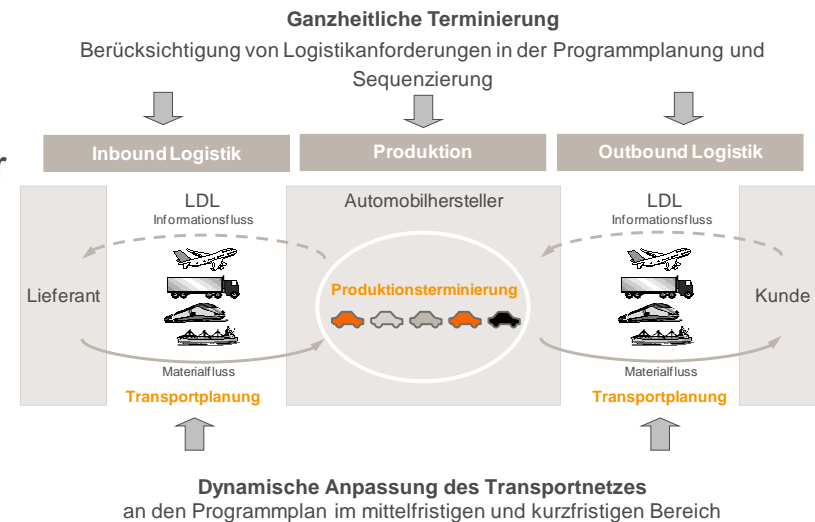 Ganzheitliche Terminierung
Berücksichtigung von Logistikanforderungen in der Programmplanung und
Sequenzierung
r
Inbound Logistik
Produktion
Outbound Logistik
LDL
Informationsfluss
Automobilhersteller
LDL
Informationsfluss
Lieferant
Produktionsterminierung
Kunde
Materialfluss
Transportplanung
Materialfluss
Transportplanung
Dynamische Anpassung des Transportnetzes
an den Programmplan im mittelfristigen und kurzfristigen Bereich